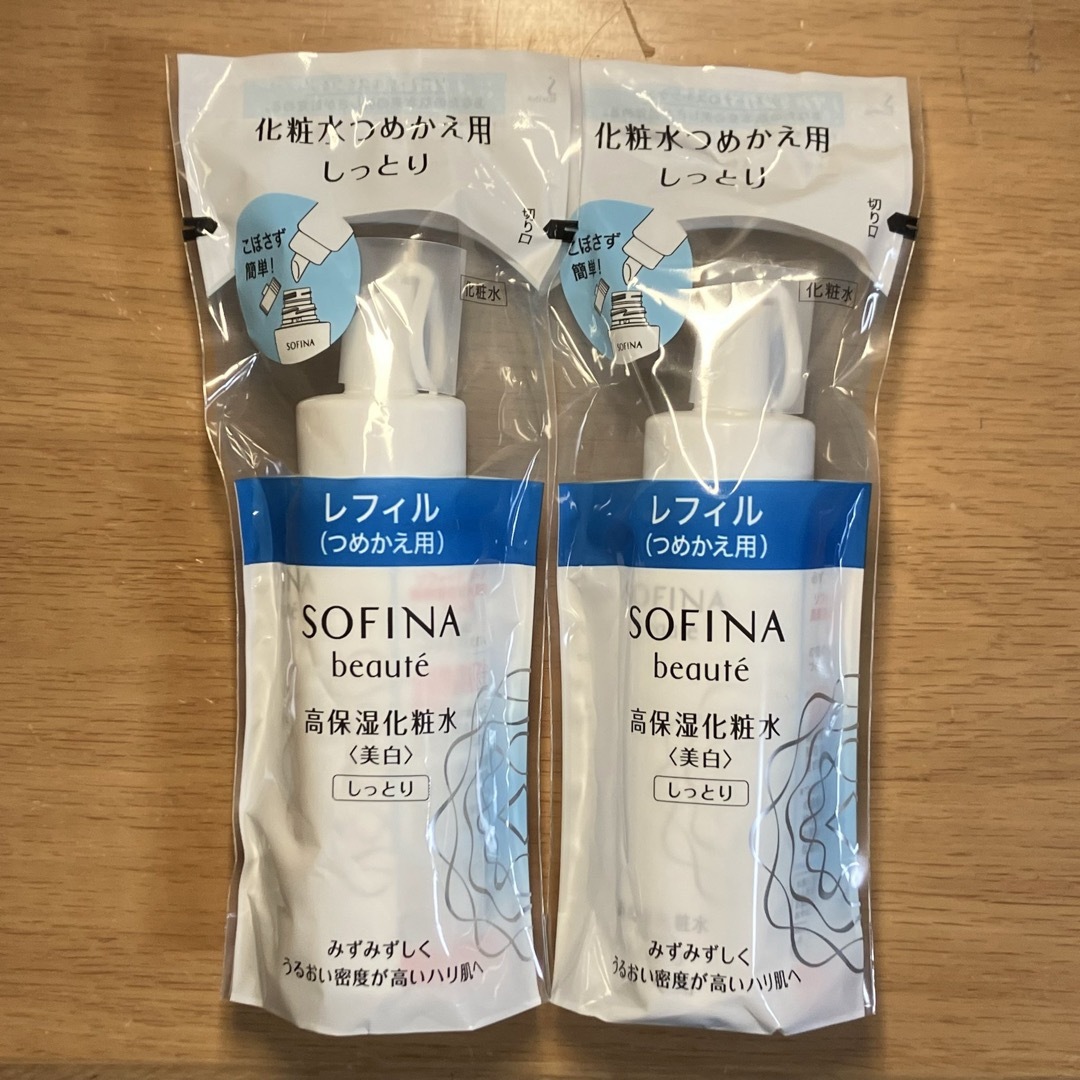 化粧水つめかえ用
しっとり
切り口
こぼさず
簡単!
SOFINA
化粧水
レフィル
(つめかえ用)
SOFINA
beauté
高保湿化粧水
〈美白〉
しっとり
みずみずしく
うるおい密度が高いハリ肌へ
化粧水つめかえ用
しっとり
切り口
こぼさず
簡単!
SOFINA
化粧水
レフィル
(つめかえ用)
SOFINA
beauté
高保湿化粧水
〈美白〉
しっとり
みずみずしく
うるおい密度が高いハリ肌へ